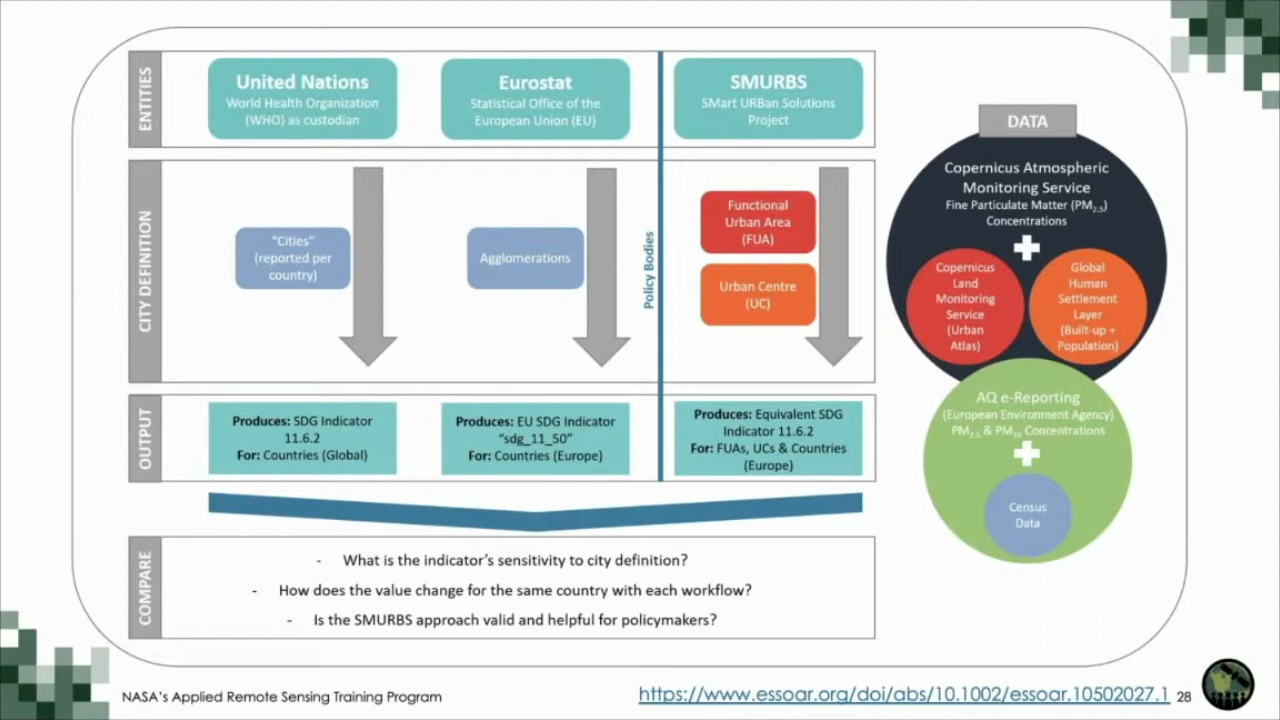 ENTITIES
United Nations
World Health Organization
(WHO) as custodian
Eurostat
Statistical Office of the
European Union (EU)
SMURBS
SMart URBan Solutions
Project
CITY DEFINITION
"Cities"
(reported per
country)
Agglomerations
Policy Bodies
Functional
Urban Area
(FUA)
Urban Centre
(UC)
OUTPUT
Produces: SDG Indicator
11.6.2
For: Countries (Global)
Produces: EU SDG Indicator
"sdg_11_50"
For: Countries (Europe)
Produces: Equivalent SDG
Indicator 11.6.2
For: FUAs, UCs & Countries
(Europe)
COMPARE
- What is the indicator's sensitivity to city definition?
- How does the value change for the same country with each workflow?
- Is the SMURBS approach valid and helpful for policymakers?
DATA
Copernicus Atmospheric
Monitoring Service
Fine Particulate Matter (PM2.5)
Concentrations
Copernicus
Land
Monitoring
Service
(Urban
Atlas)
Global
Human
Settlement
Layer
(Built-up +
Population)
AQ e-Reporting
(European Environment Agency)
PM2.5 & PM10 Concentrations
Census
Data
NASA's Applied Remote Sensing Training Program
https://www.essoar.org/doi/abs/10.1002/essoar.10502027.1
28